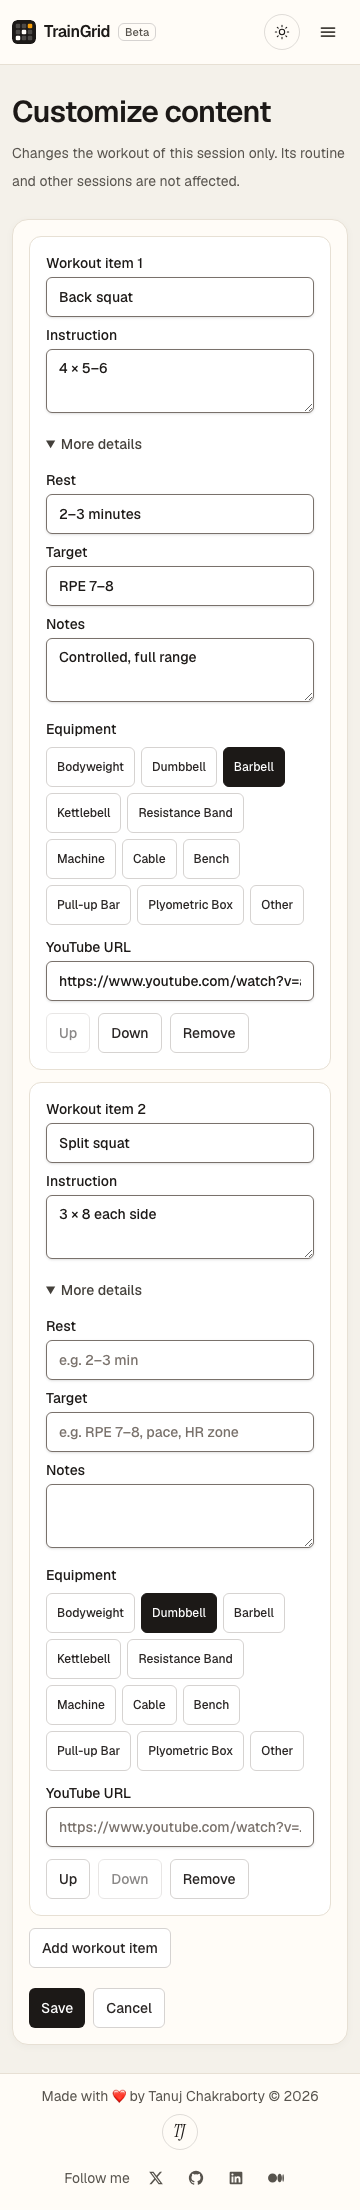 TrainGrid Beta
Customize content
Changes the workout of this session only. Its routine
and other sessions are not affected.
Workout item 1
Back squat
Instruction
4 × 5–6
▼ More details
Rest
2–3 minutes
Target
RPE 7–8
Notes
Controlled, full range
Equipment
Bodyweight Dumbbell Barbell
Kettlebell Resistance Band
Machine Cable Bench
Pull-up Bar Plyometric Box Other
YouTube URL
https://www.youtube.com/watch?v=
Up Down Remove
Workout item 2
Split squat
Instruction
3 × 8 each side
▼ More details
Rest
e.g. 2–3 min
Target
e.g. RPE 7–8, pace, HR zone
Notes
Equipment
Bodyweight Dumbbell Barbell
Kettlebell Resistance Band
Machine Cable Bench
Pull-up Bar Plyometric Box Other
YouTube URL
https://www.youtube.com/watch?v=...
Up Down Remove
Add workout item
Save Cancel
Made with ❤️ by Tanuj Chakraborty © 2026
TJ
Follow me